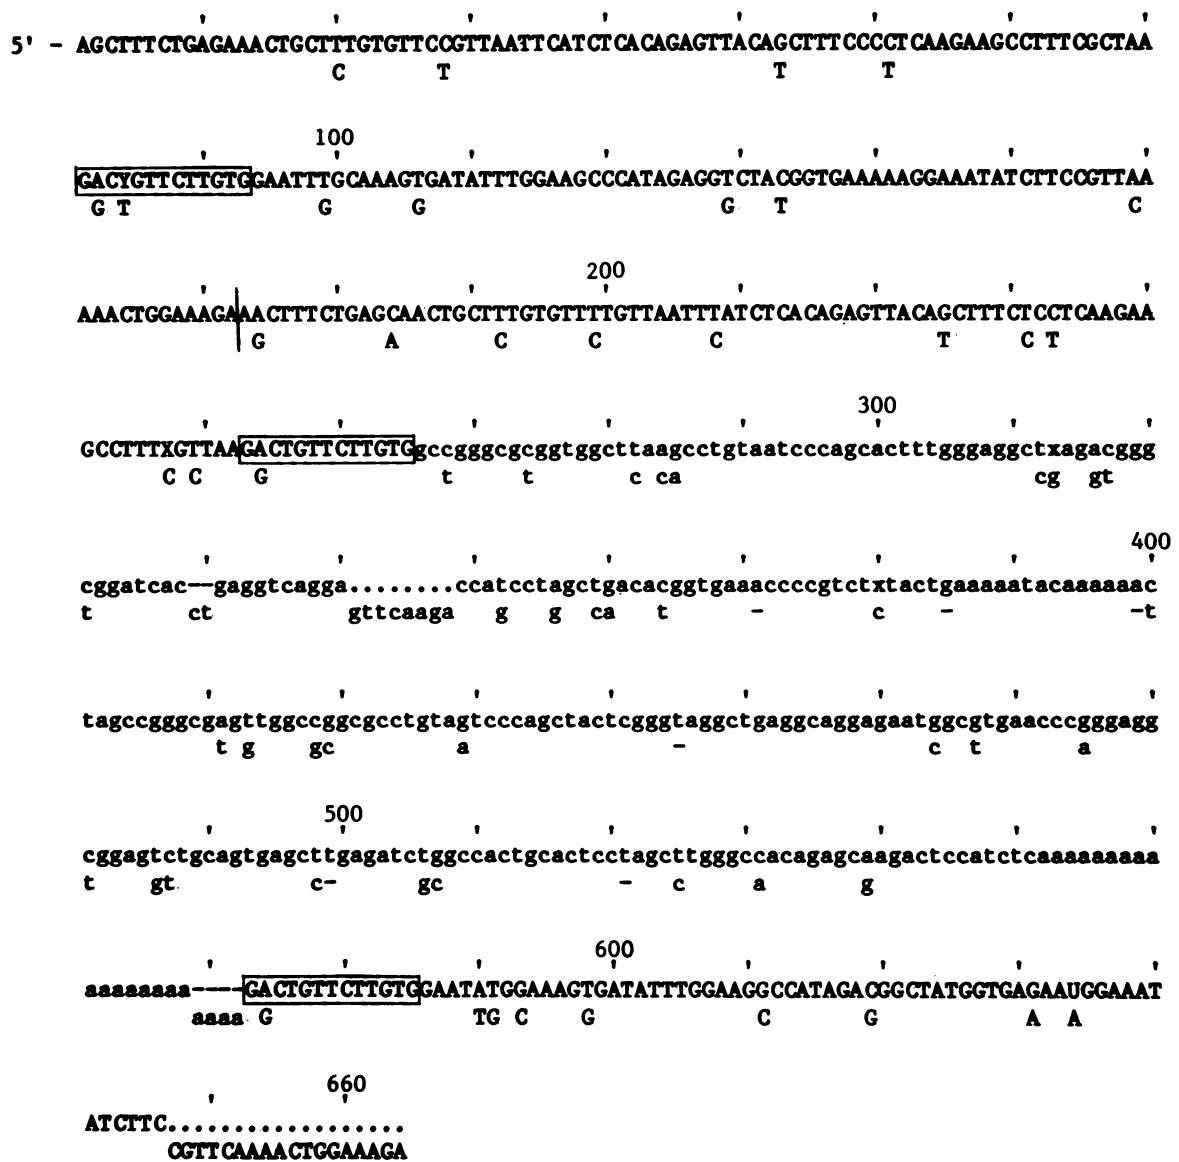 5' - AGCTTTCTGAGAAACTGCTTTGTGTTCCGTTAATTCATCTCACAGAGTTACAGCTTTCCCCTCAAGAAGCCTTTCGCTAA
C T T T
100
GACYGTTCTTGTGGAATTTGCAAAGTGATATTTGGAAGCCCATAGAGGTCTACGGTGAAAAAGGAAATATCTTCCGTTAA
G T G G G T C
200
AAACTGGAAAGAAACTTTCTGAGCAACTGCTTTGTGTTTTGTTAATTTATCTCACAGAGTTACAGCTTTCTCCTCAAGAA
G A C C C T C T
300
GCCTTTXGTTAAGACTGTTCTTGTGgccgggcgcggtggcttaagcctgtaatcccagcactttgggaggctxagacggg
C C G t t c ca cg gt
400
cggatcac--gaggtcagga........ccatcctagctgacacggtgaaaccccgtctxtactgaaaaatacaaaaaac
t ct gttcaaga g g ca t - c - -t
tagccgggcgagttggccggcgcctgtagtcccagctactcgggtaggctgaggcaggagaatggcgtgaacccgggagg
t g gc a - c t a
500
cggagtctgcagtgagcttgagatctggccactgcactcctagcttgggccacagagcaagactccatctcaaaaaaaaa
t gt c- gc - c a g
600
aaaaaaaa----GACTGTTCTTGTGGAATATGGAAAGTGATATTTGGAAGGCCATAGACGGCTATGGTGAGAAUGGAAAT
aaaa G TG C G C G A A
660
ATCTTC..................
CGTTCAAAACTGGAAAGA